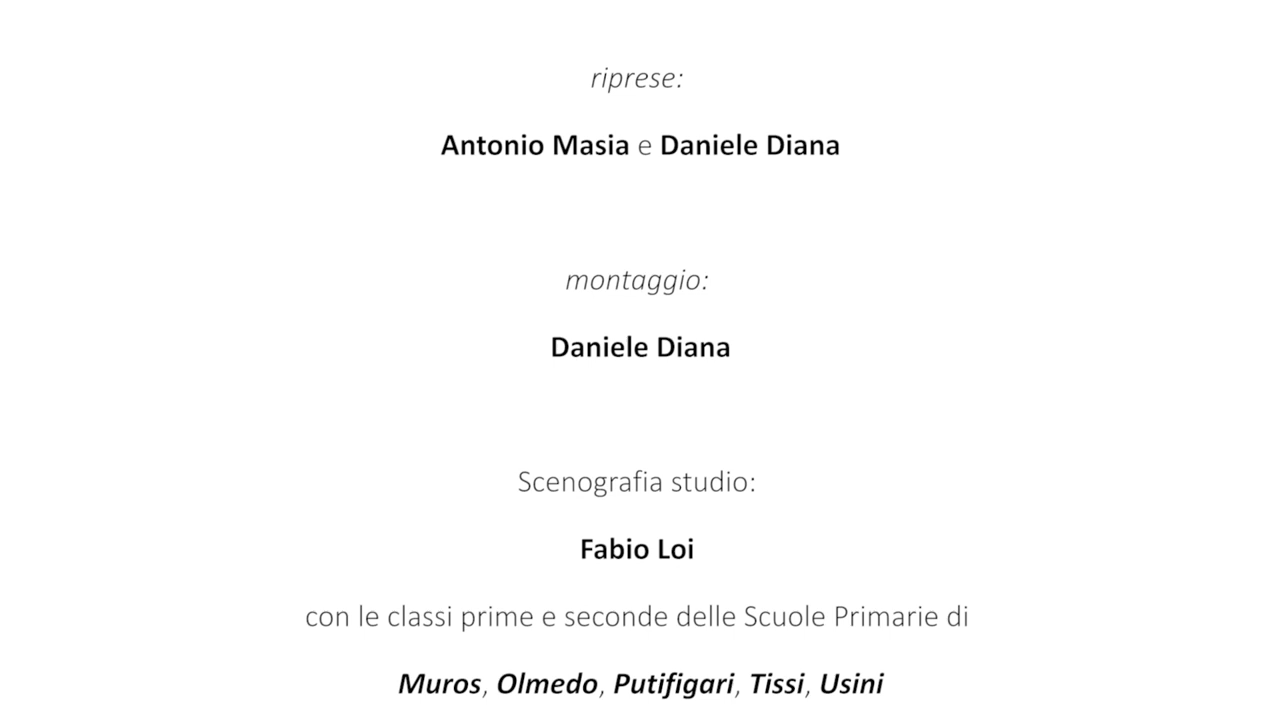 riprese:
Antonio Masia e Daniele Diana
montaggio:
Daniele Diana
Scenografia studio:
Fabio Loi
con le classi prime e seconde delle Scuole Primarie di
Muros, Olmedo, Putifigari, Tissi, Usini